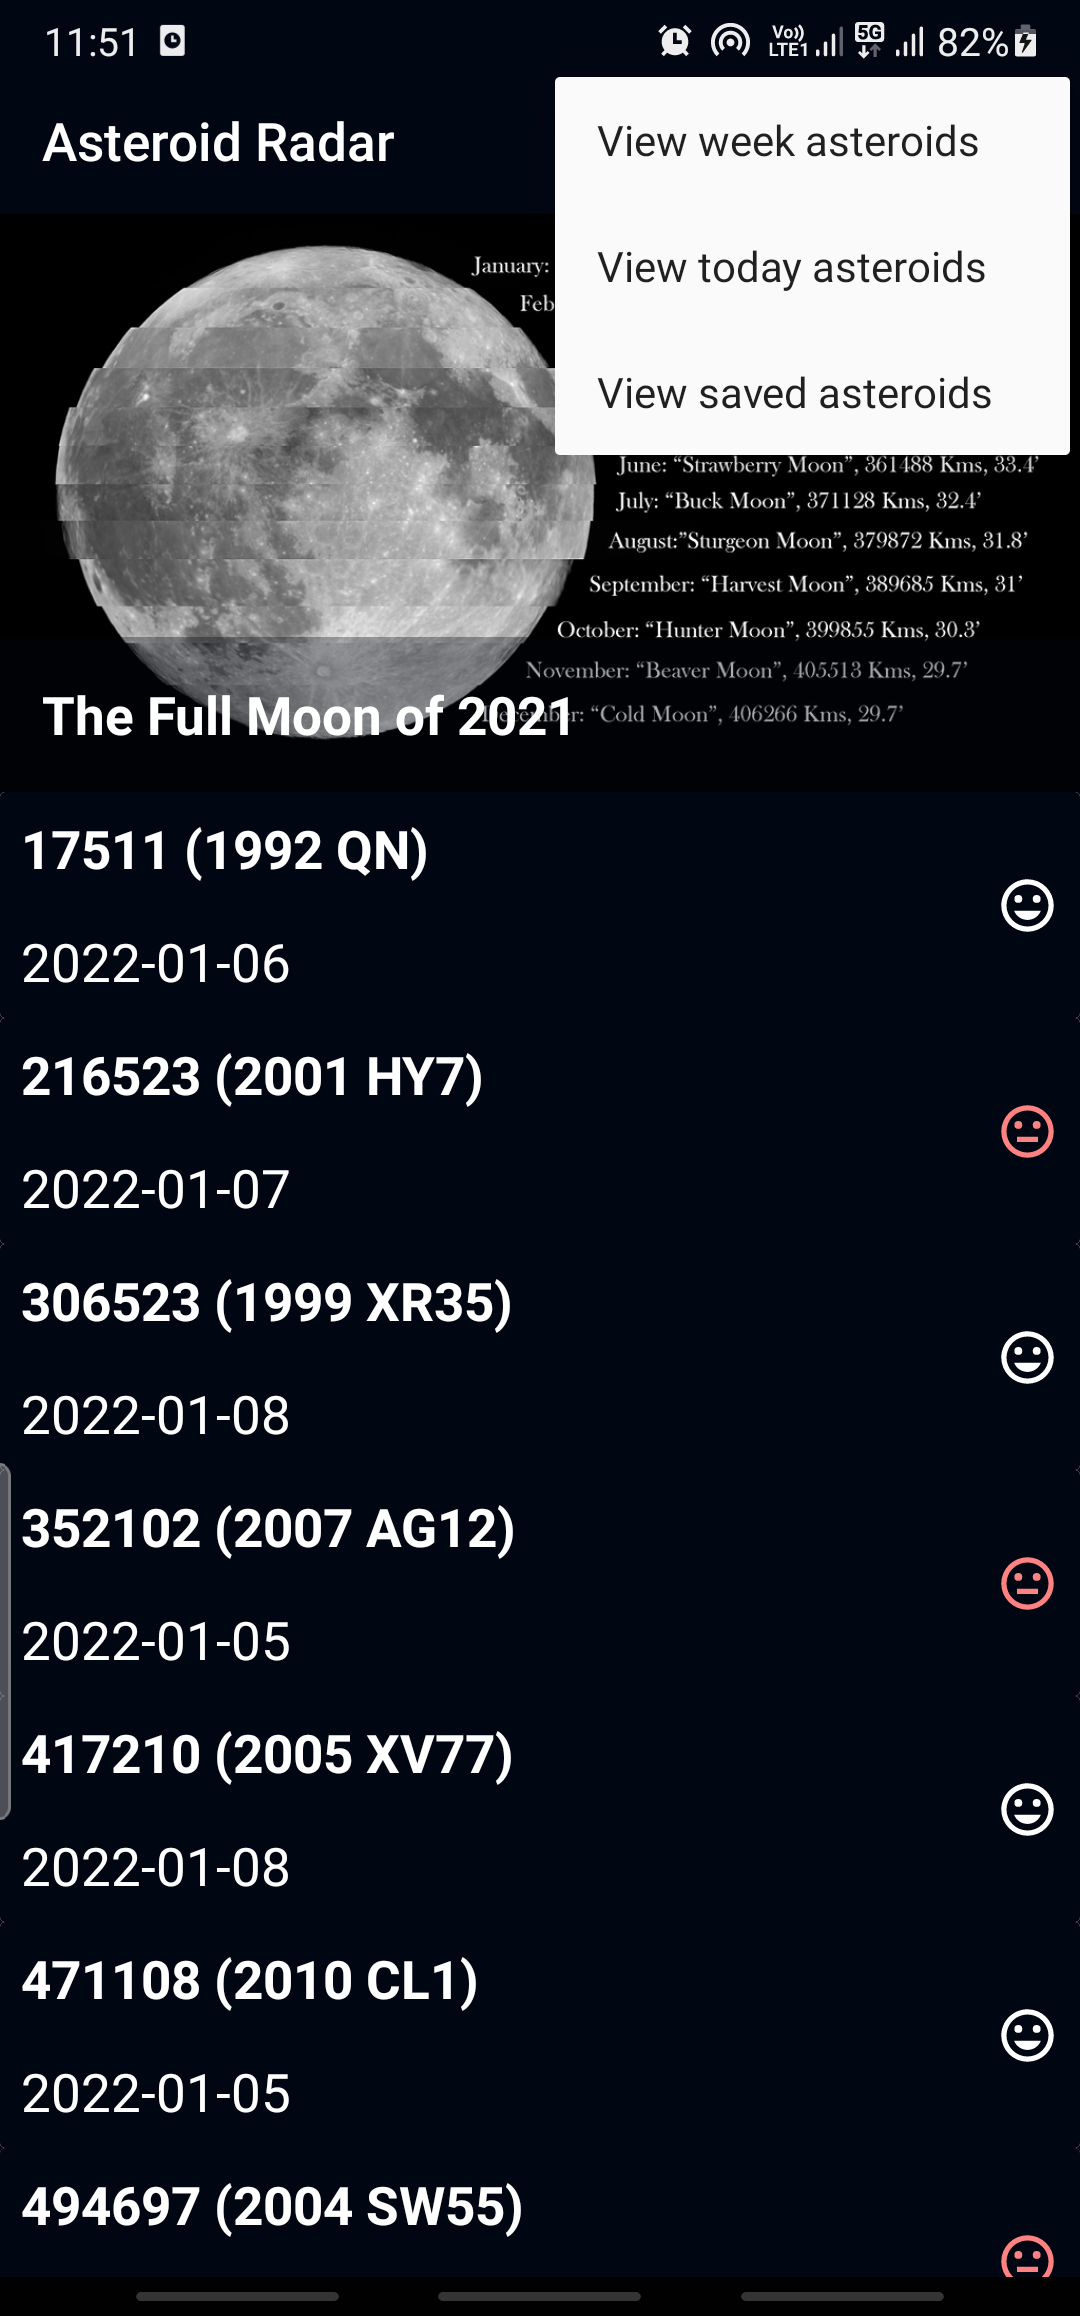 11:51
Vo)) LTE1 5G 82%
Asteroid Radar
View week asteroids
View today asteroids
View saved asteroids
January:
Feb
June: “Strawberry Moon”, 361488 Kms, 33.4’
July: “Buck Moon”, 371128 Kms, 32.4’
August:”Sturgeon Moon”, 379872 Kms, 31.8’
September: “Harvest Moon”, 389685 Kms, 31’
October: “Hunter Moon”, 399855 Kms, 30.3’
November: “Beaver Moon”, 405513 Kms, 29.7’
December: “Cold Moon”, 406266 Kms, 29.7’
The Full Moon of 2021
17511 (1992 QN)
2022-01-06
216523 (2001 HY7)
2022-01-07
306523 (1999 XR35)
2022-01-08
352102 (2007 AG12)
2022-01-05
417210 (2005 XV77)
2022-01-08
471108 (2010 CL1)
2022-01-05
494697 (2004 SW55)